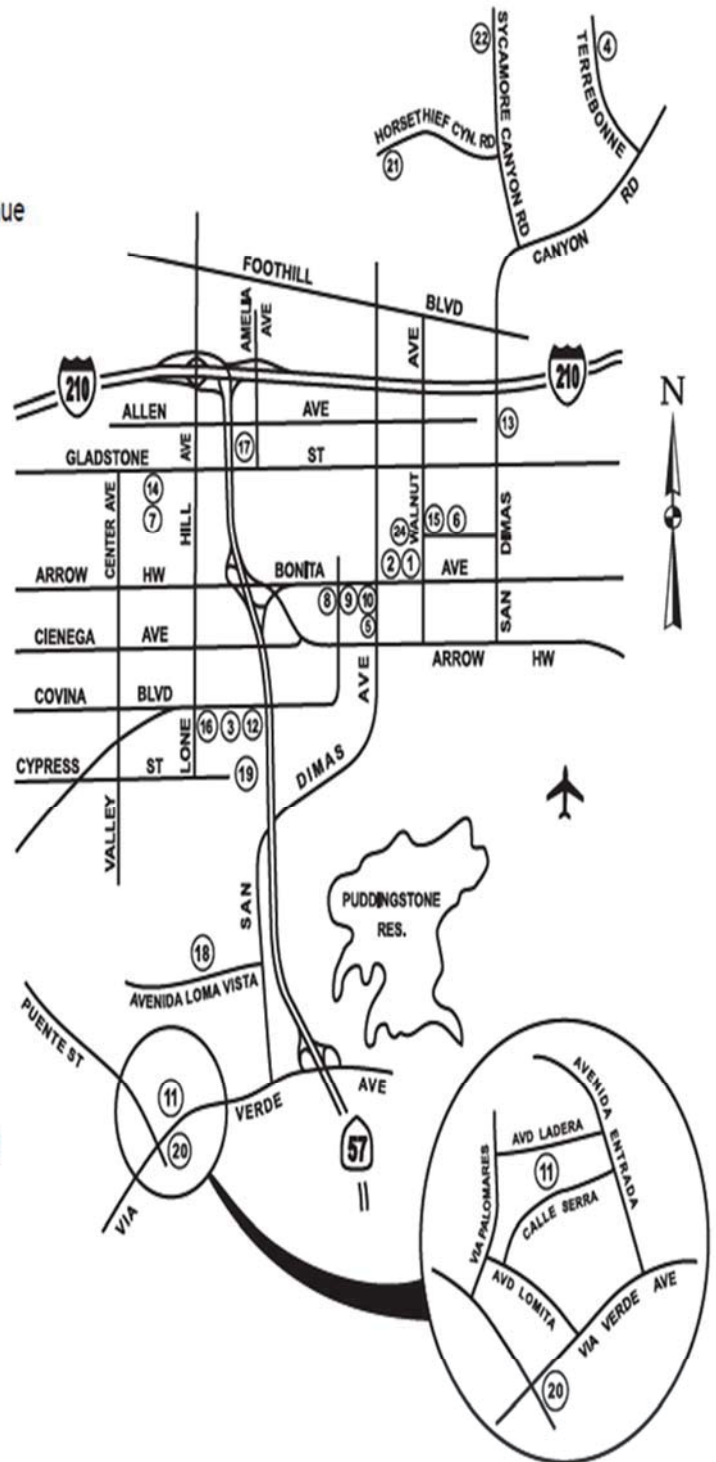 22
SYCAMORE CANYON RD
4
TERREBONNE
HORSETHIEF CYN. RD
21
CANYON RD
ue
FOOTHILL BLVD
AMELIA AVE
AVE
210
210
N
ALLEN AVE
13
17
GLADSTONE ST
AVE
CENTER AVE
14
7
HILL
WALNUT
24
15
6
DIMAS
2
1
ARROW HW
BONITA AVE
8
9
10
5
SAN
CIENEGA AVE
ARROW HW
AVE
COVINA BLVD
16
3
12
LONE
DIMAS
CYPRESS ST
19
VALLEY
SAN
PUDDINGSTONE
RES.
18
AVENIDA LOMA VISTA
PUENTE ST
11
VERDE AVE
20
VIA
57
AVENIDA ENTRADA
AVD LADERA
11
VIA PALOMARES
CALLE SERRA
AVD LOMITA
VIA VERDE AVE
20